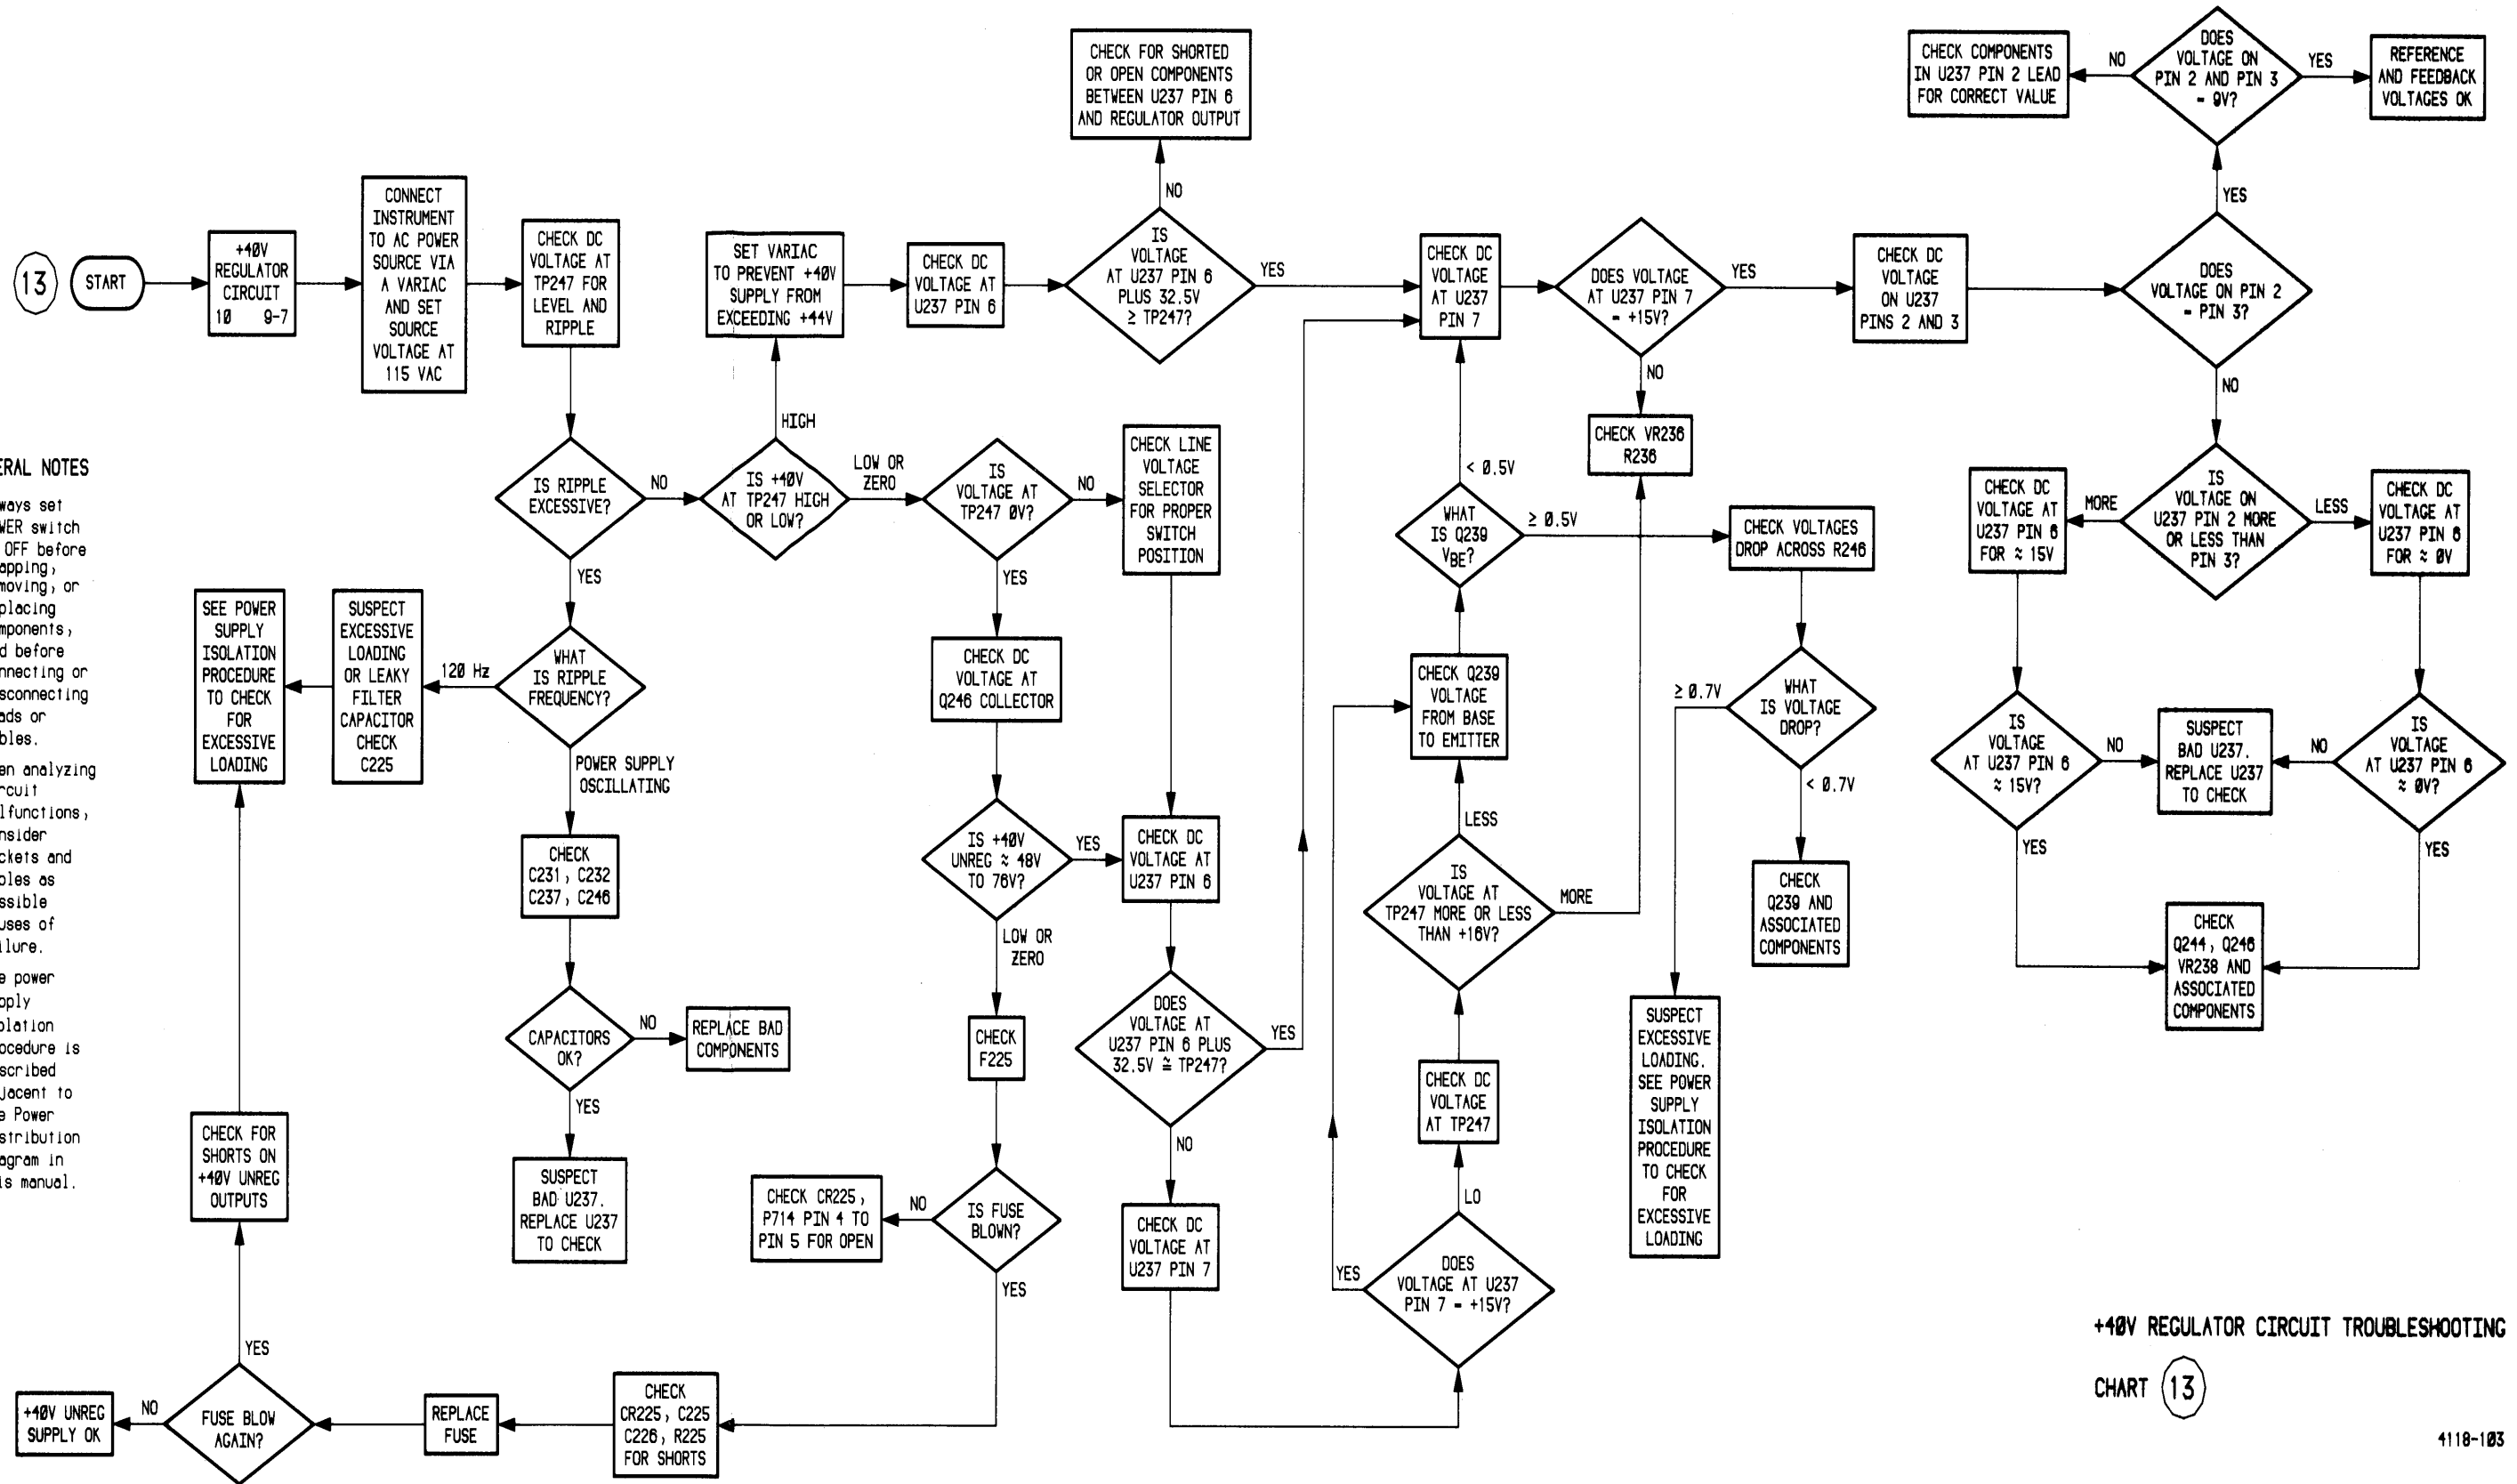 13
START
+40V
REGULATOR
CIRCUIT
10 9-7
CONNECT
INSTRUMENT
TO AC POWER
SOURCE VIA
A VARIAC
AND SET
SOURCE
VOLTAGE AT
115 VAC
CHECK DC
VOLTAGE AT
TP247 FOR
LEVEL AND
RIPPLE
IS RIPPLE
EXCESSIVE?
NO
YES
WHAT
IS RIPPLE
FREQUENCY?
120 Hz
SUSPECT
EXCESSIVE
LOADING
OR LEAKY
FILTER
CAPACITOR
CHECK
C225
SEE POWER
SUPPLY
ISOLATION
PROCEDURE
TO CHECK
FOR
EXCESSIVE
LOADING
POWER SUPPLY
OSCILLATING
CHECK
C231, C232
C237, C246
CAPACITORS
OK?
NO
REPLACE BAD
COMPONENTS
YES
SUSPECT
BAD U237.
REPLACE U237
TO CHECK
IS +40V
AT TP247 HIGH
OR LOW?
HIGH
SET VARIAC
TO PREVENT +40V
SUPPLY FROM
EXCEEDING +44V
CHECK DC
VOLTAGE AT
U237 PIN 6
IS
VOLTAGE
AT U237 PIN 6
PLUS 32.5V
≥ TP247?
NO
CHECK FOR SHORTED
OR OPEN COMPONENTS
BETWEEN U237 PIN 6
AND REGULATOR OUTPUT
YES
LOW OR
ZERO
IS
VOLTAGE AT
TP247 0V?
NO
CHECK LINE
VOLTAGE
SELECTOR
FOR PROPER
SWITCH
POSITION
YES
CHECK DC
VOLTAGE AT
Q246 COLLECTOR
IS +40V
UNREG ≈ 48V
TO 76V?
YES
CHECK DC
VOLTAGE AT
U237 PIN 6
LOW OR
ZERO
CHECK
F225
IS FUSE
BLOWN?
NO
CHECK CR225,
P714 PIN 4 TO
PIN 5 FOR OPEN
YES
CHECK
CR225, C225
C226, R225
FOR SHORTS
REPLACE
FUSE
FUSE BLOW
AGAIN?
NO
+40V UNREG
SUPPLY OK
YES
CHECK FOR
SHORTS ON
+40V UNREG
OUTPUTS
DOES
VOLTAGE AT
U237 PIN 6 PLUS
32.5V ≅ TP247?
YES
NO
CHECK DC
VOLTAGE AT
U237 PIN 7
DOES
VOLTAGE AT U237
PIN 7 = +15V?
YES
LO
CHECK DC
VOLTAGE
AT TP247
IS
VOLTAGE AT
TP247 MORE OR LESS
THAN +16V?
MORE
LESS
CHECK Q239
VOLTAGE
FROM BASE
TO EMITTER
WHAT
IS Q239
VBE?
< 0.5V
≥ 0.5V
CHECK VOLTAGES
DROP ACROSS R246
WHAT
IS VOLTAGE
DROP?
≥ 0.7V
SUSPECT
EXCESSIVE
LOADING.
SEE POWER
SUPPLY
ISOLATION
PROCEDURE
TO CHECK
FOR
EXCESSIVE
LOADING
< 0.7V
CHECK
Q239 AND
ASSOCIATED
COMPONENTS
CHECK DC
VOLTAGE
AT U237
PIN 7
DOES VOLTAGE
AT U237 PIN 7
= +15V?
NO
CHECK VR236
R236
YES
CHECK DC
VOLTAGE
ON U237
PINS 2 AND 3
DOES
VOLTAGE ON PIN 2
= PIN 3?
YES
DOES
VOLTAGE ON
PIN 2 AND PIN 3
= 9V?
NO
CHECK COMPONENTS
IN U237 PIN 2 LEAD
FOR CORRECT VALUE
YES
REFERENCE
AND FEEDBACK
VOLTAGES OK
NO
IS
VOLTAGE ON
U237 PIN 2 MORE
OR LESS THAN
PIN 3?
MORE
CHECK DC
VOLTAGE AT
U237 PIN 6
FOR ≈ 15V
LESS
CHECK DC
VOLTAGE AT
U237 PIN 6
FOR ≈ 0V
IS
VOLTAGE
AT U237 PIN 6
≈ 15V?
NO
SUSPECT
BAD U237.
REPLACE U237
TO CHECK
NO
IS
VOLTAGE
AT U237 PIN 6
≈ 0V?
YES
YES
CHECK
Q244, Q246
VR238 AND
ASSOCIATED
COMPONENTS
ERAL NOTES
ways set
WER switch
OFF before
apping,
moving, or
placing
mponents,
d before
nnecting or
sconnecting
ads or
bles.
en analyzing
rcuit
lfunctions,
nsider
ckets and
bles as
ssible
uses of
ilure.
e power
pply
olation
ocedure is
scribed
jacent to
e Power
stribution
agram in
is manual.
+40V REGULATOR CIRCUIT TROUBLESHOOTING
CHART 13
4118-103